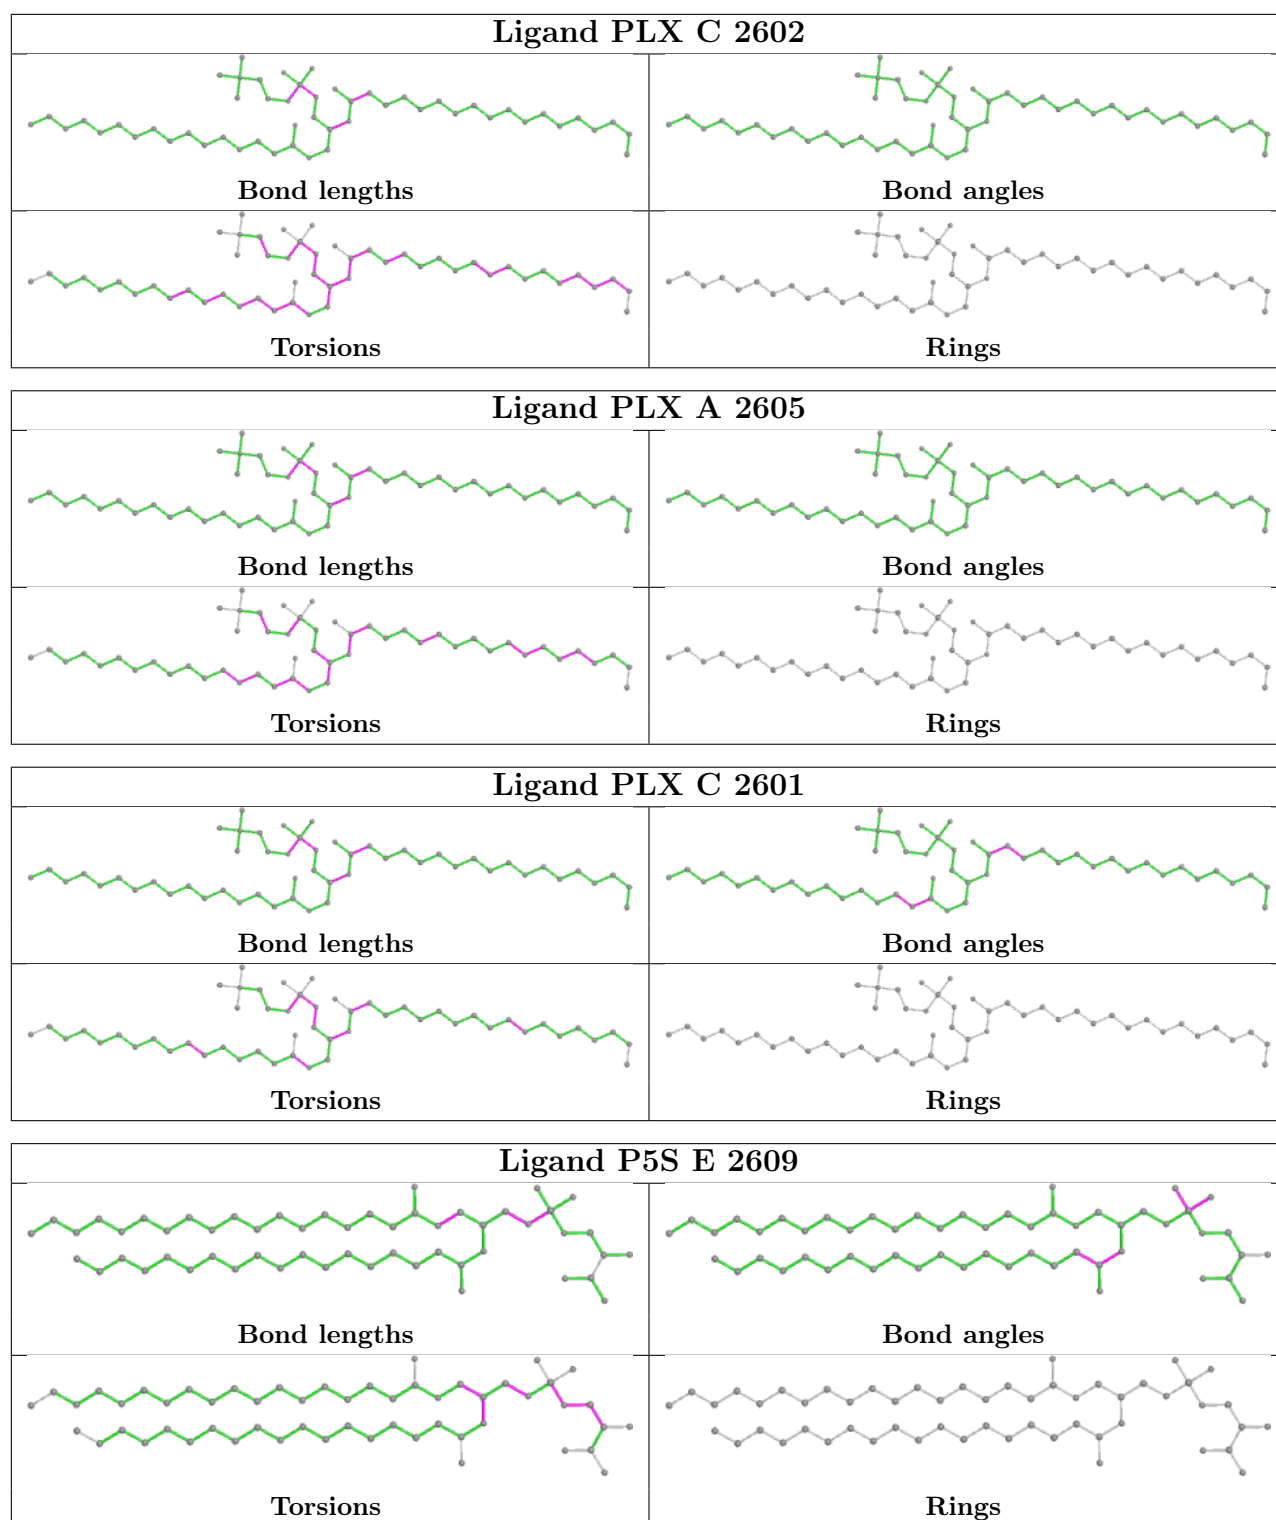 Ligand PLX C 2602
Bond lengths
Bond angles
Torsions
Rings
Ligand PLX A 2605
Bond lengths
Bond angles
Torsions
Rings
Ligand PLX C 2601
Bond lengths
Bond angles
Torsions
Rings
Ligand P5S E 2609
Bond lengths
Bond angles
Torsions
Rings